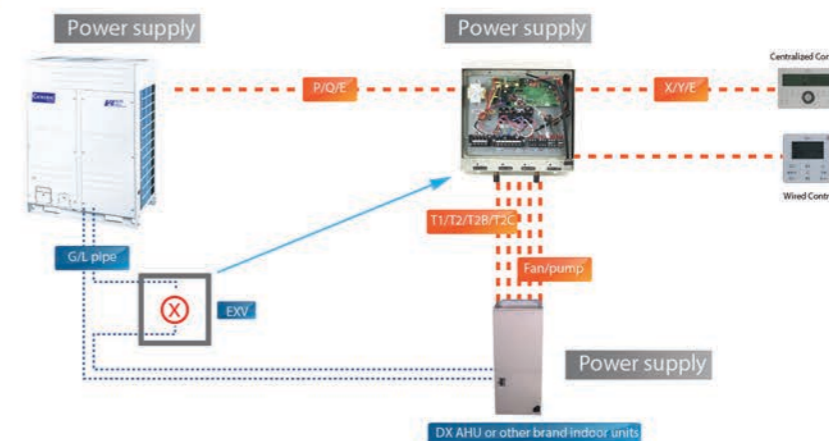 Power supply
Power supply
Centralized Con
P/Q/E
X/Y/E
Wired Contr
T1/T2/T2B/T2C
G/L pipe
Fan/pump
X
EXV
Power supply
DX AHU or other brand indoor units